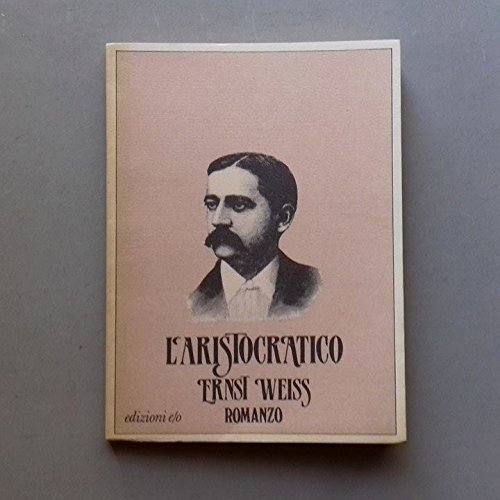 L'ARISTOCRATICO
ERNST WEISS
ROMANZO
edizioni e/o